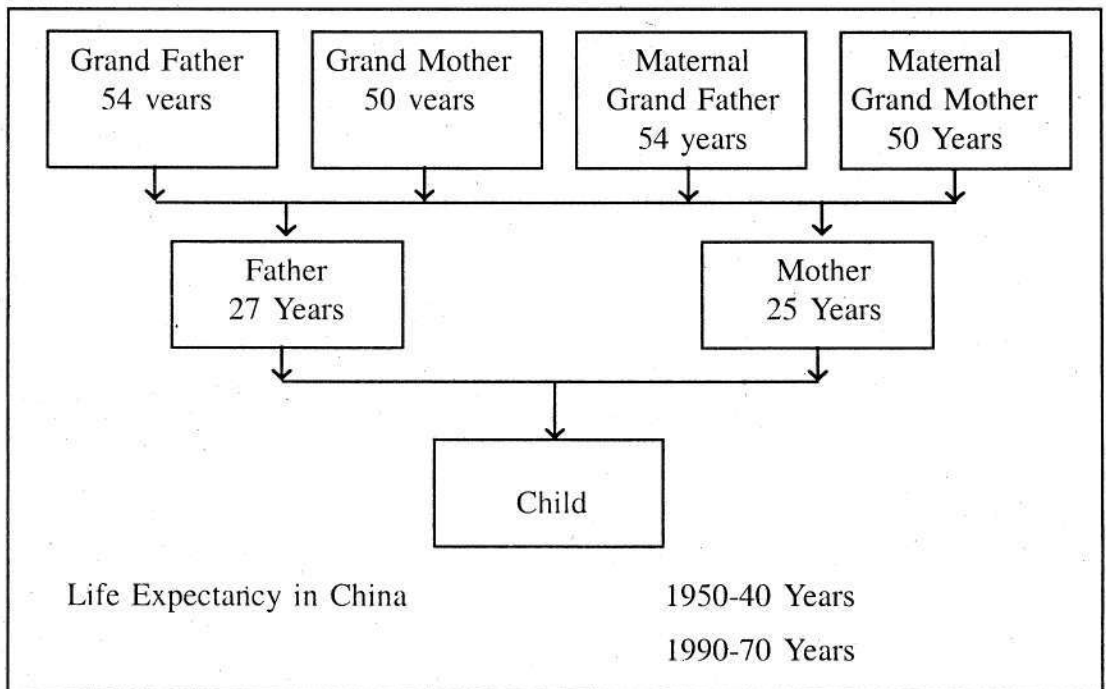 Grand Father
54 vears
Grand Mother
50 vears
Maternal
Grand Father
54 years
Maternal
Grand Mother
50 Years
Father
27 Years
Mother
25 Years
Child
Life Expectancy in China
1950-40 Years
1990-70 Years